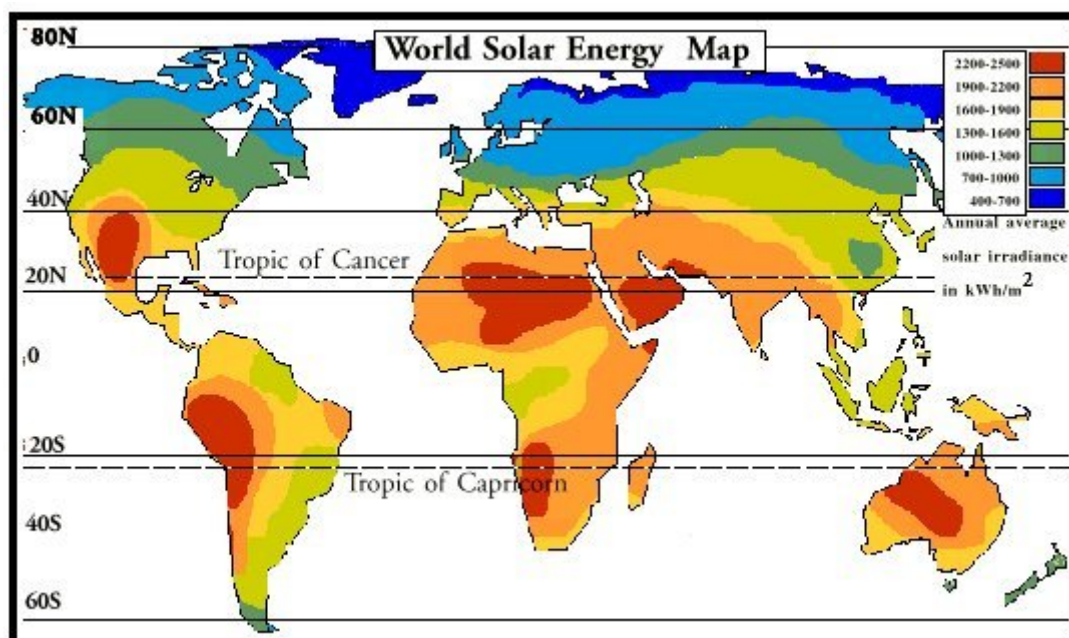 World Solar Energy Map
80N
60N
40N
20N
0
20S
40S
60S
Tropic of Cancer
Tropic of Capricorn
2200-2500
1900-2200
1600-1900
1300-1600
1000-1300
700-1000
400-700
Annual average
solar irradiance
in kWh/m2